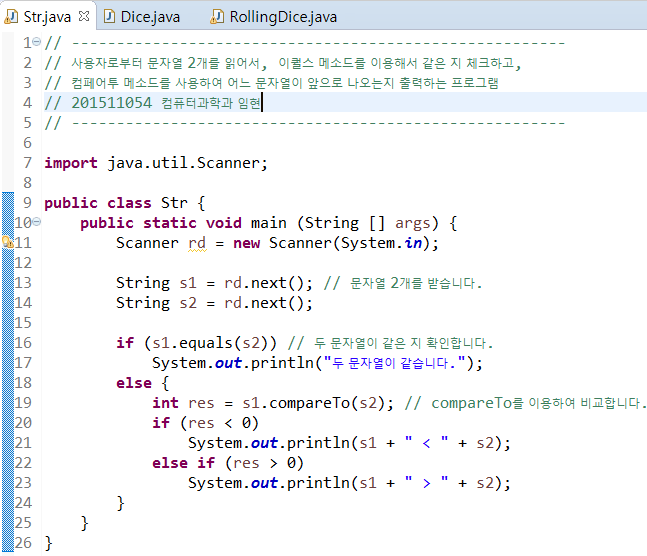 Str.java Dice.java RollingDice.java
1 // -------------------------------------------------------
2 // 사용자로부터 문자열 2개를 읽어서, 이퀄스 메소드를 이용해서 같은 지 체크하고,
3 // 컴페어투 메소드를 사용하여 어느 문자열이 앞으로 나오는지 출력하는 프로그램
4 // 201511054 컴퓨터과학과 임현
5 // -------------------------------------------------------
6
7 import java.util.Scanner;
8
9 public class Str {
10     public static void main (String [] args) {
11         Scanner rd = new Scanner(System.in);
12
13         String s1 = rd.next(); // 문자열 2개를 받습니다.
14         String s2 = rd.next();
15
16         if (s1.equals(s2)) // 두 문자열이 같은 지 확인합니다.
17             System.out.println("두 문자열이 같습니다.");
18         else {
19             int res = s1.compareTo(s2); // compareTo를 이용하여 비교합니다.
20             if (res < 0)
21                 System.out.println(s1 + " < " + s2);
22             else if (res > 0)
23                 System.out.println(s1 + " > " + s2);
24         }
25     }
26 }